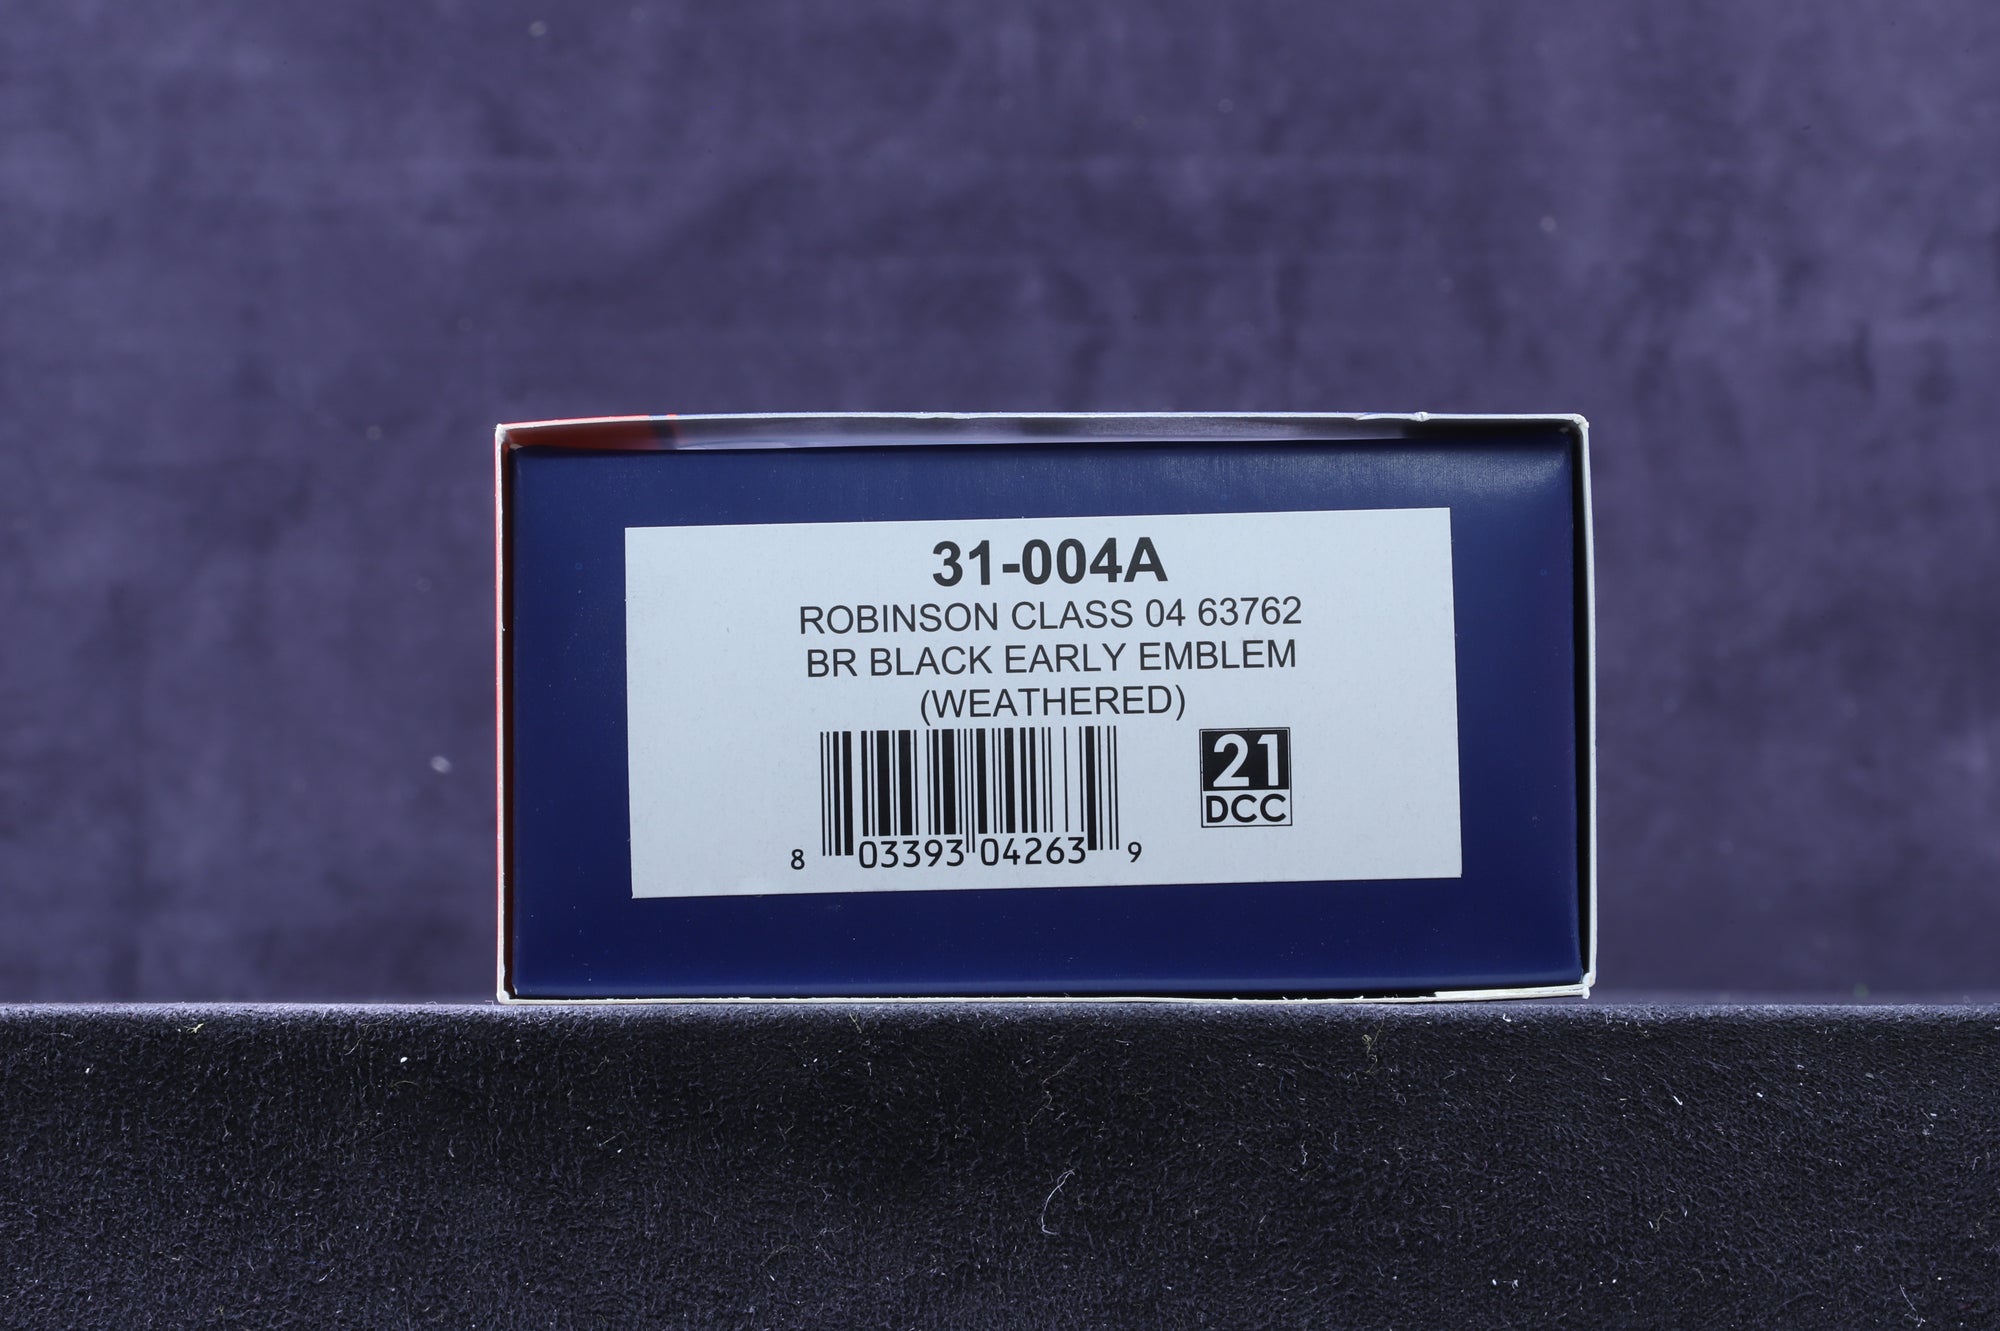 31-004A
ROBINSON CLASS 04 63762
BR BLACK EARLY EMBLEM
(WEATHERED)
21
DCC
8 03393 04263 9